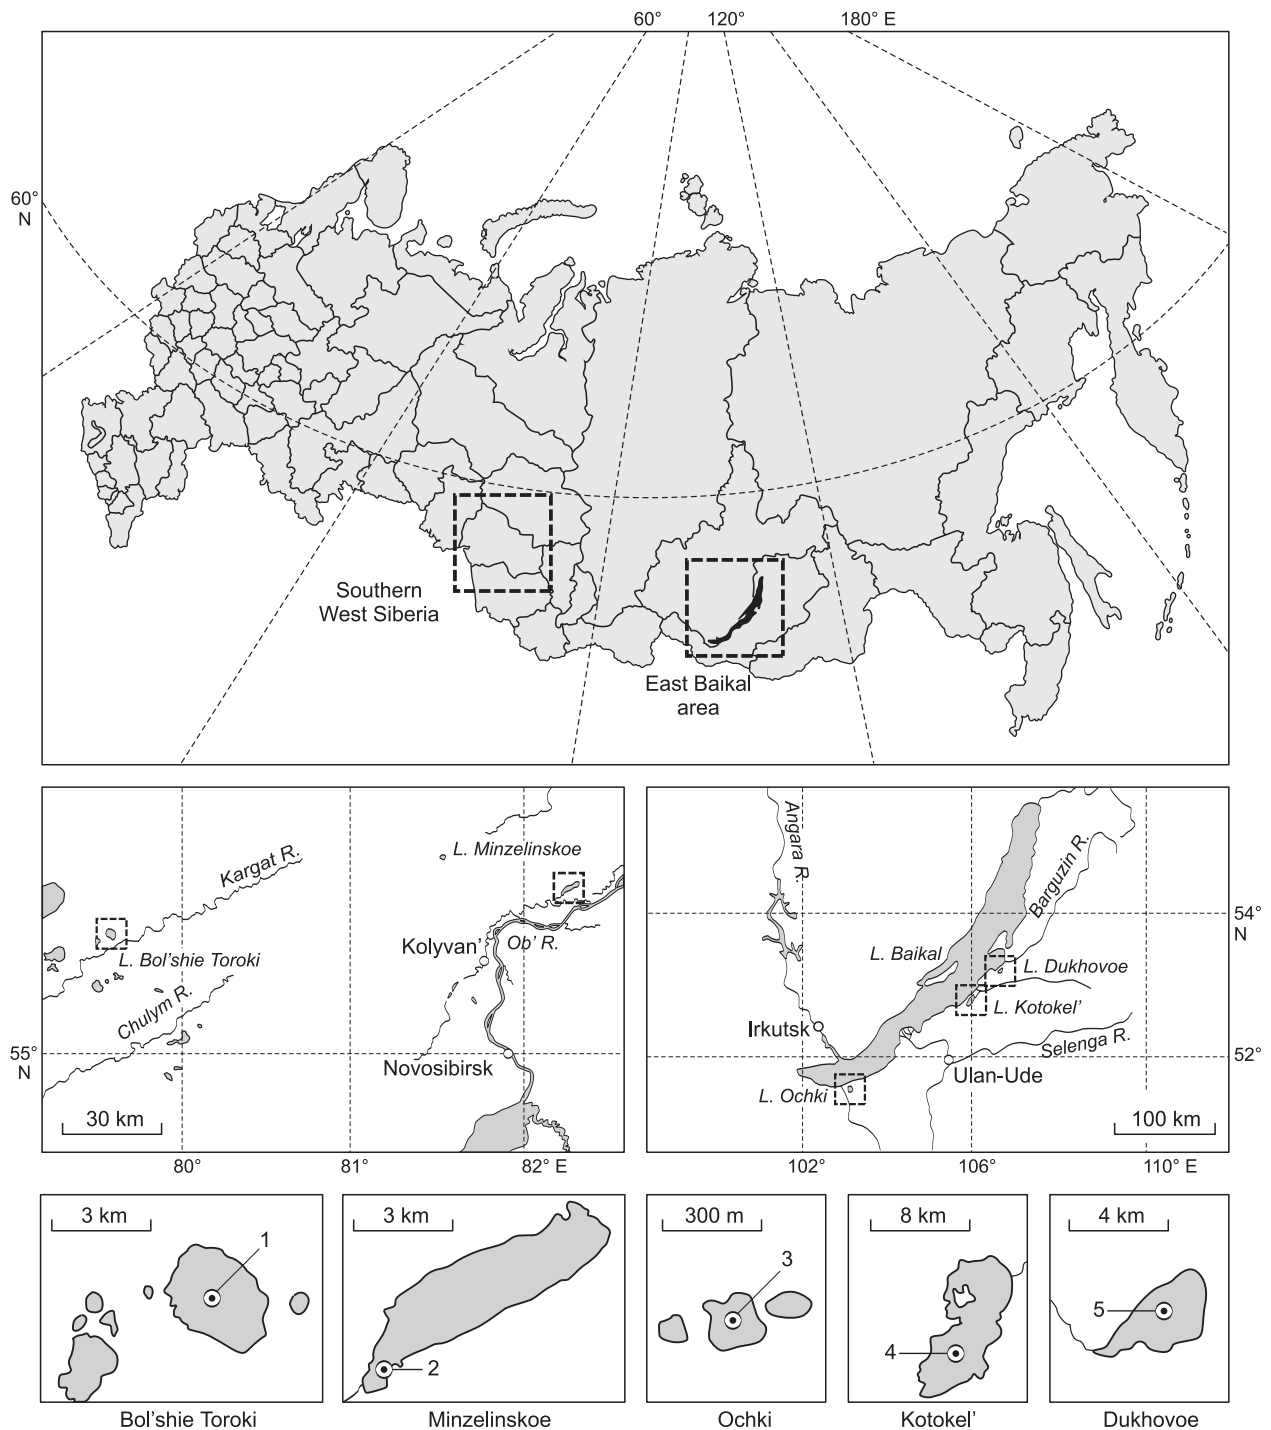 60° 120° 180° E
60°
N
Southern
West Siberia
East Baikal
area
Kargat R.
L. Minzelinskoe
L. Bol'shie Toroki
Kolyvan'
Ob' R.
Chulym R.
55°
N
Novosibirsk
30 km
80° 81° 82° E
Angara R.
Barguzin R.
54°
N
L. Baikal
L. Dukhovoe
L. Kotokel'
Irkutsk
Selenga R.
52°
Ulan-Ude
L. Ochki
100 km
102° 106° 110° E
3 km
1
Bol'shie Toroki
3 km
2
Minzelinskoe
300 m
3
Ochki
8 km
4
Kotokel'
4 km
5
Dukhovoe